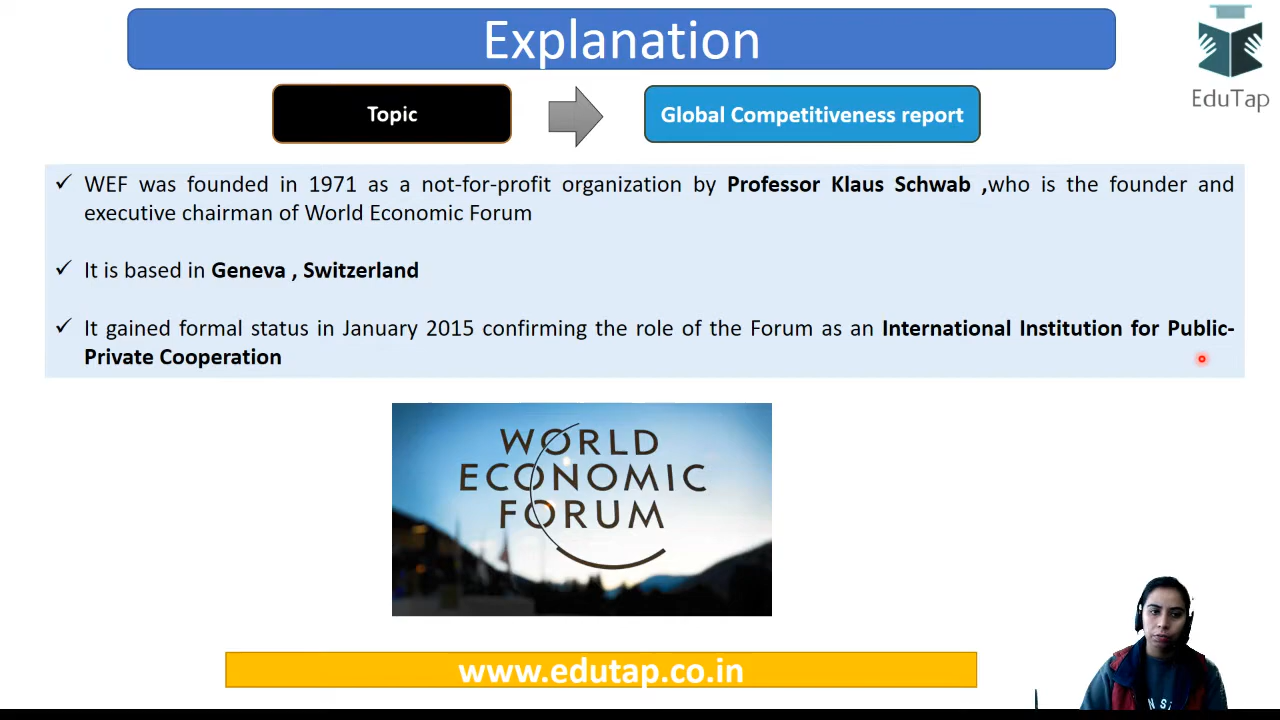 Explanation
EduTap
Topic
Global Competitiveness report
✓ WEF was founded in 1971 as a not-for-profit organization by Professor Klaus Schwab ,who is the founder and
executive chairman of World Economic Forum
✓ It is based in Geneva , Switzerland
✓ It gained formal status in January 2015 confirming the role of the Forum as an International Institution for Public-
Private Cooperation
WORLD
ECONOMIC
FORUM
www.edutap.co.in